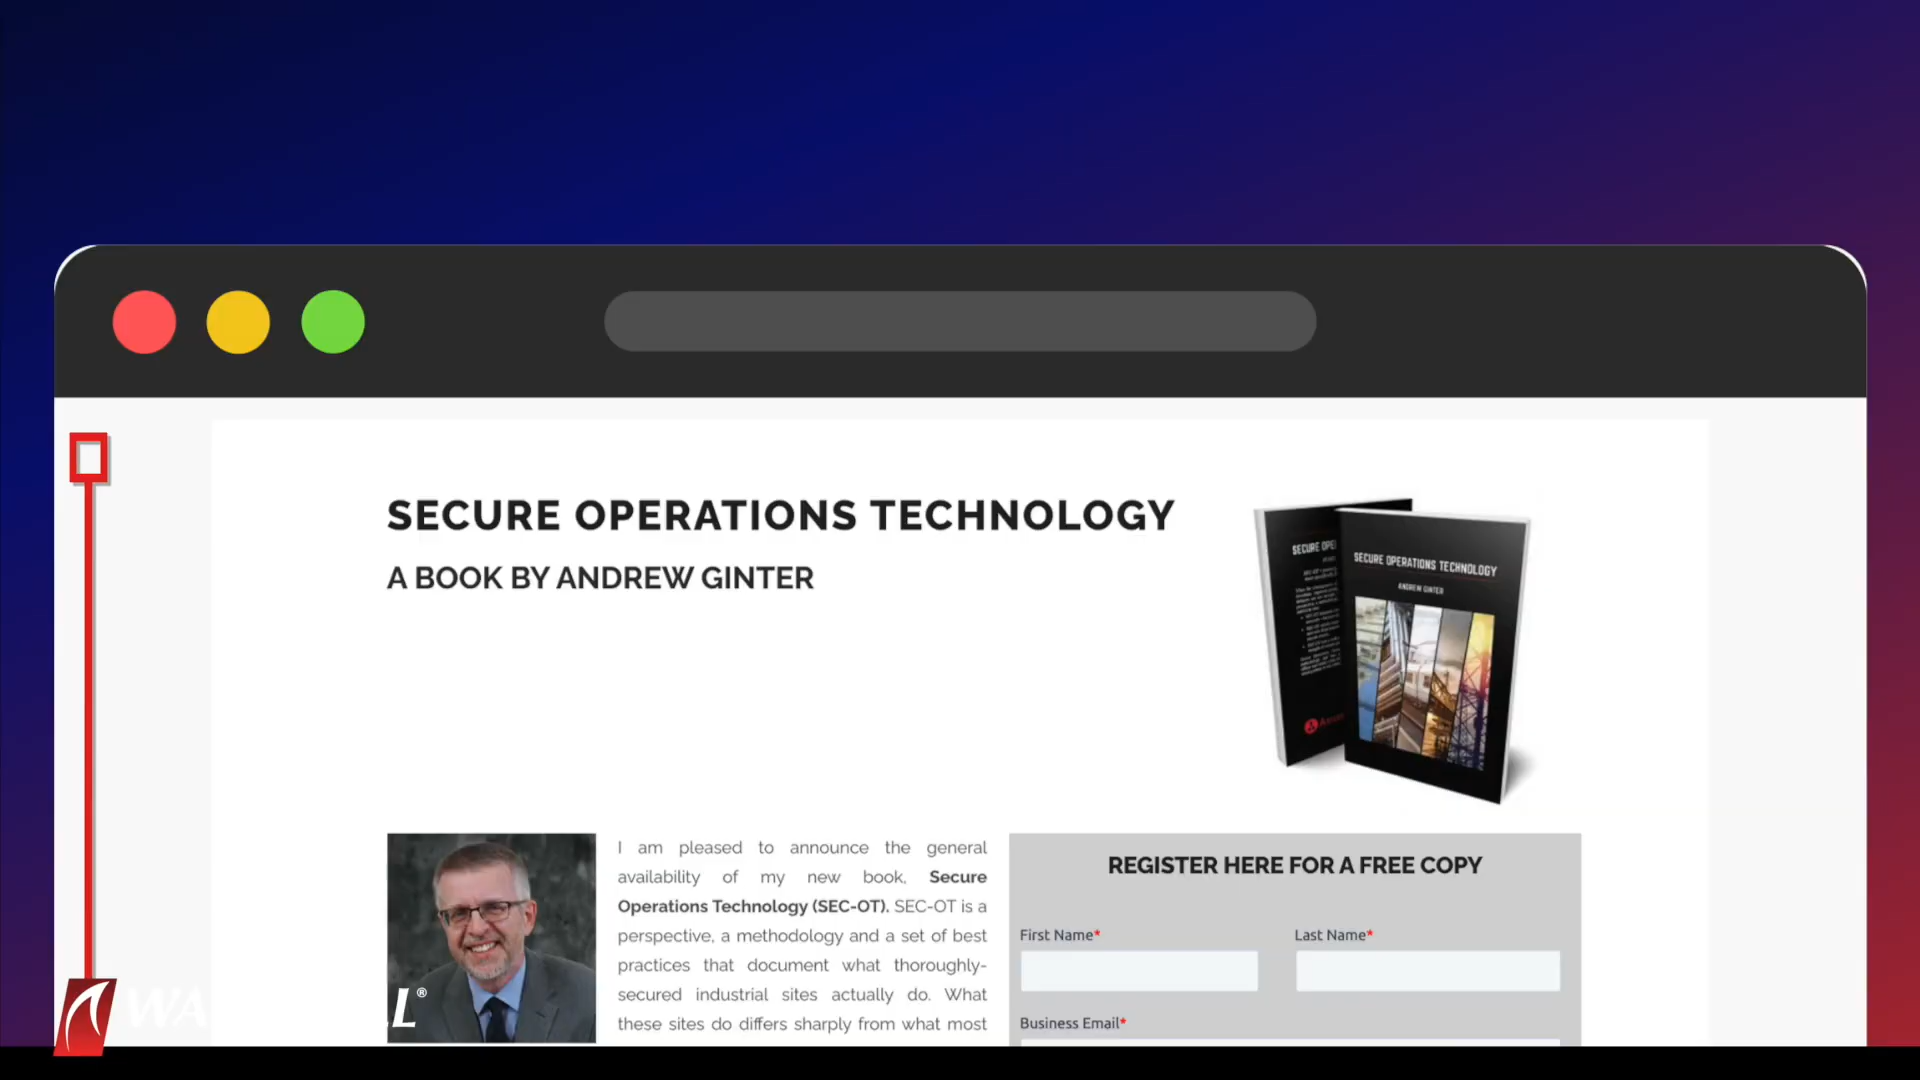 SECURE OPERATIONS TECHNOLOGY
A BOOK BY ANDREW GINTER
SECURE OPE
SECURE OPERATIONS TECHNOLOGY
ANDREW GINTER
I am pleased to announce the general
availability of my new book, Secure
Operations Technology (SEC-OT). SEC-OT is a
perspective, a methodology and a set of best
practices that document what thoroughly-
secured industrial sites actually do. What
these sites do differs sharply from what most
REGISTER HERE FOR A FREE COPY
First Name*
Last Name*
Business Email*
WA L®